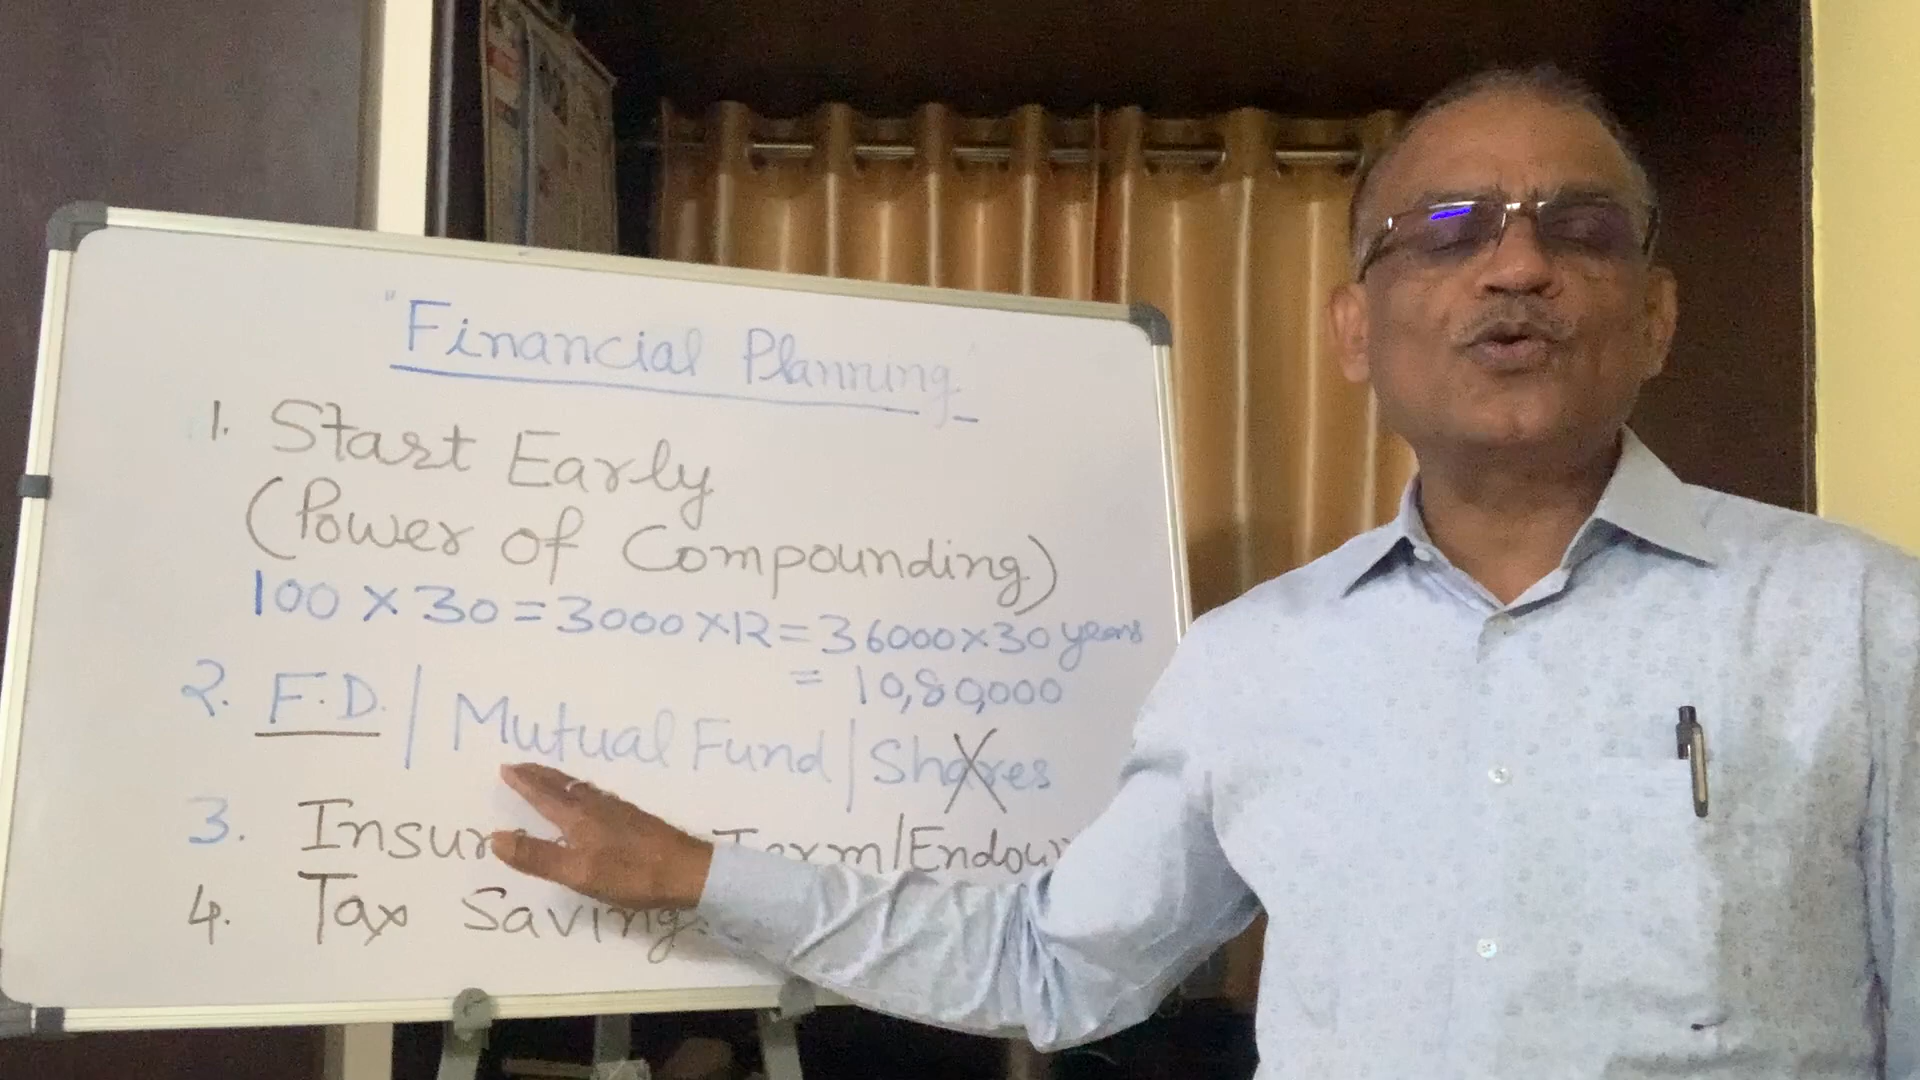 "Financial Planning"
1. Start Early
(Power of Compounding)
100 × 30 = 3000 × 12 = 36000 × 30 years
= 10,80,000
2. F.D. / Mutual Fund / Shares
3. Term/
4. Tax Saving.